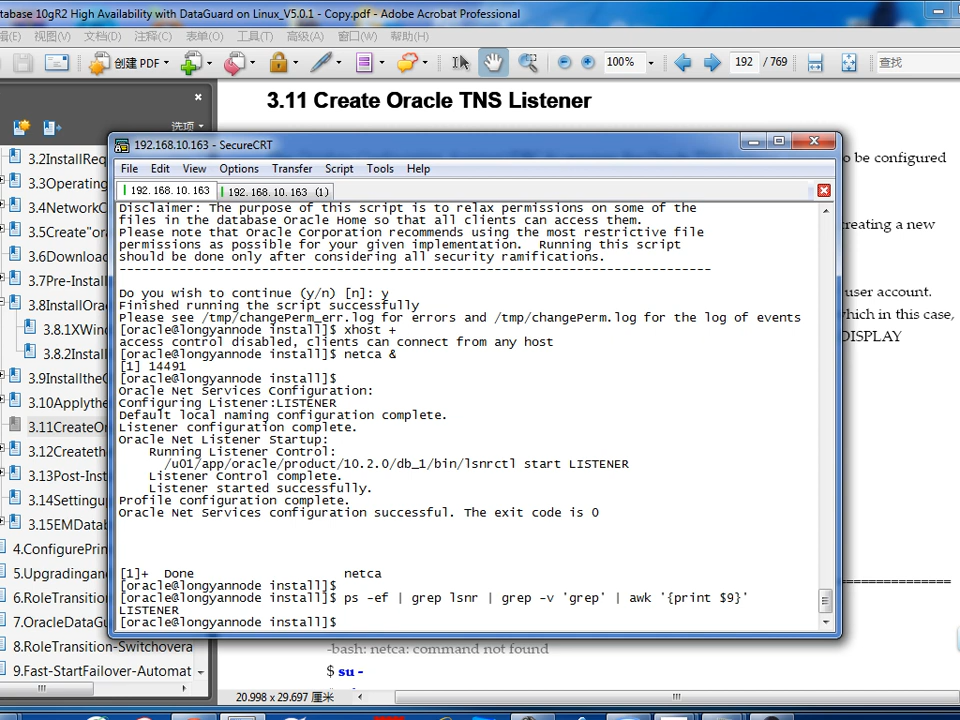 atabase 10gR2 High Availability with DataGuard on Linux_V5.0.1 - Copy.pdf - Adobe Acrobat Professional
编辑(E) 视图(V) 文档(D) 注释(C) 表单(O) 工具(T) 高级(A) 窗口(W) 帮助(H)
创建 PDF
100%
192 / 769
查找
选项
3.2InstallReq
3.3Operating
3.4NetworkC
3.5Create"ora
3.6Download
3.7Pre-Install
3.8InstallOrac
3.8.1XWin
3.8.2Install
3.9InstalltheC
3.10Applythe
3.11CreateOr
3.12Createth
3.13Post-Inst
3.14Settingu
3.15EMDatab
4.ConfigurePrin
5.Upgradingan
6.RoleTransition
7.OracleDataGu
8.RoleTransition-Switchovera
9.Fast-StartFailover-Automat
3.11 Create Oracle TNS Listener
o be configured
creating a new
user account.
which in this case,
DISPLAY
192.168.10.163 - SecureCRT
File Edit View Options Transfer Script Tools Help
192.168.10.163
192.168.10.163 (1)
Disclaimer: The purpose of this script is to relax permissions on some of the
files in the database Oracle Home so that all clients can access them.
Please note that Oracle Corporation recommends using the most restrictive file
permissions as possible for your given implementation.  Running this script
should be done only after considering all security ramifications.
-------------------------------------------------------------------------------
Do you wish to continue (y/n) [n]: y
Finished running the script successfully
Please see /tmp/changePerm_err.log for errors and /tmp/changePerm.log for the log of events
[oracle@longyannode install]$ xhost +
access control disabled, clients can connect from any host
[oracle@longyannode install]$ netca &
[1] 14491
[oracle@longyannode install]$
Oracle Net Services Configuration:
Configuring Listener:LISTENER
Default local naming configuration complete.
Listener configuration complete.
Oracle Net Listener Startup:
Running Listener Control:
/u01/app/oracle/product/10.2.0/db_1/bin/lsnrctl start LISTENER
Listener Control complete.
Listener started successfully.
Profile configuration complete.
Oracle Net Services configuration successful. The exit code is 0
[1]+  Done                    netca
[oracle@longyannode install]$
[oracle@longyannode install]$ ps -ef | grep lsnr | grep -v 'grep' | awk '{print $9}'
LISTENER
[oracle@longyannode install]$
===============
-bash: netca: command not found
$ su -
20.998 x 29.697 厘米